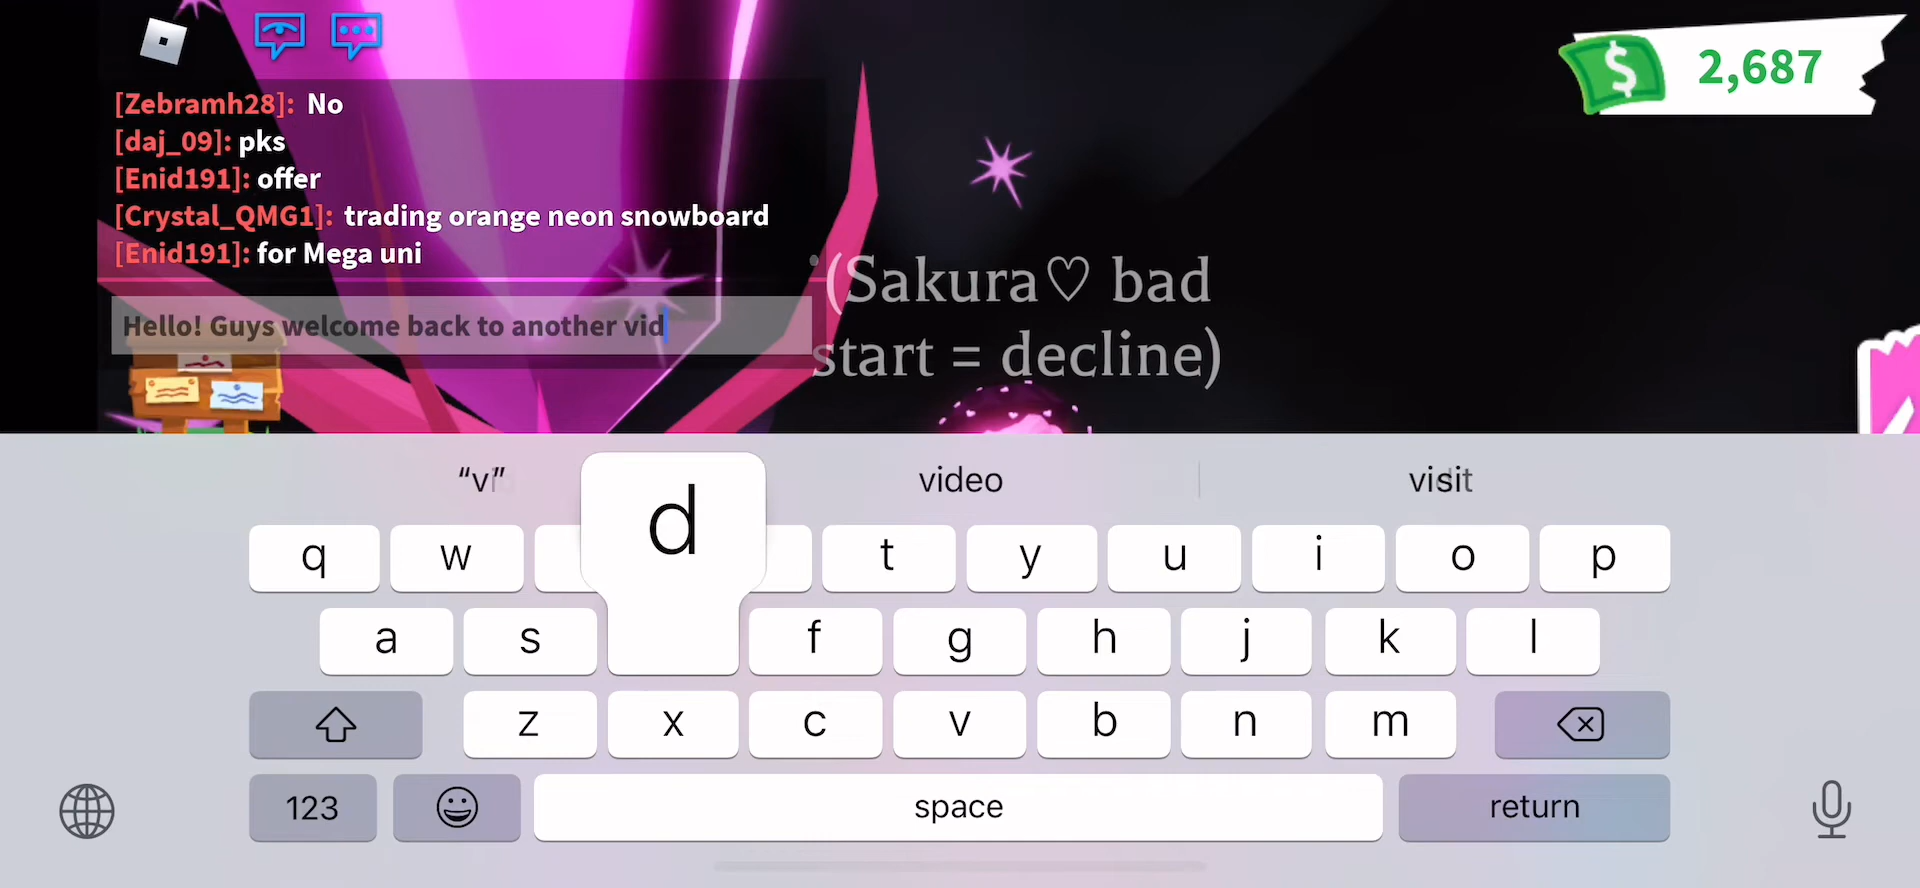 2,687
[Zebramh28]: No
[daj_09]: pks
[Enid191]: offer
[Crystal_QMG1]: trading orange neon snowboard
[Enid191]: for Mega uni
(Sakura♡ bad
start = decline)
Hello! Guys welcome back to another vid
video
visit
d
q w t y u i o p
a s f g h j k l
z x c v b n m
123 space return